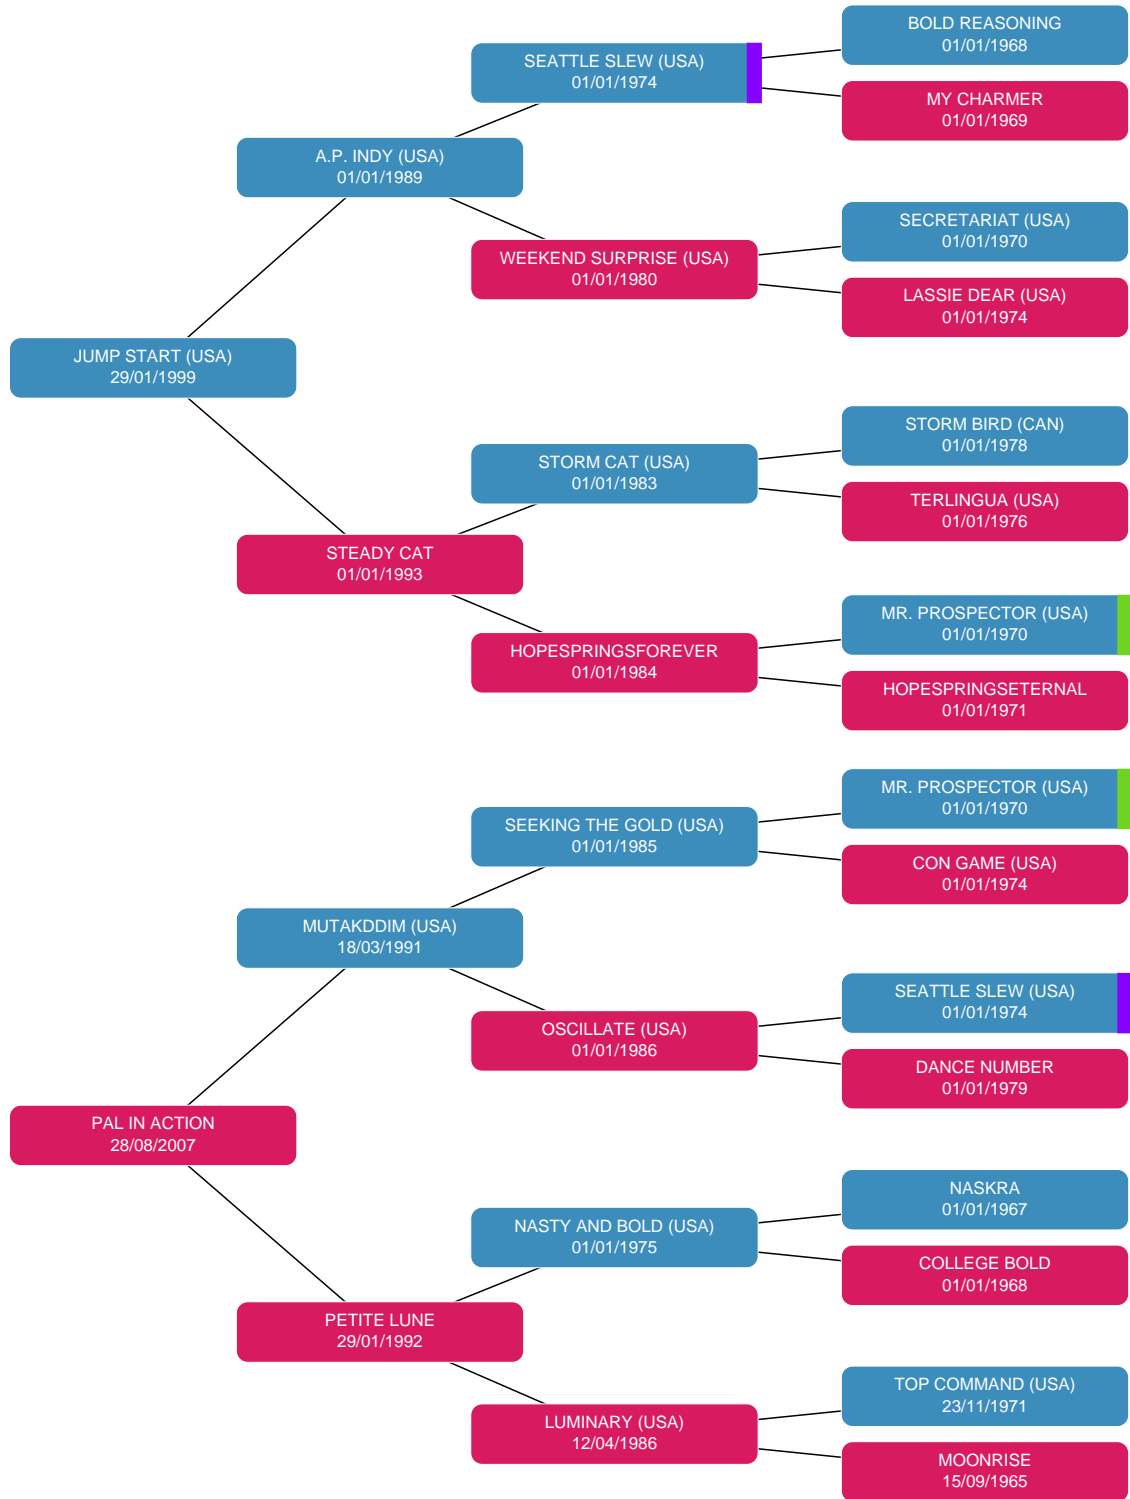 BOLD REASONING
01/01/1968
SEATTLE SLEW (USA)
01/01/1974
MY CHARMER
01/01/1969
A.P. INDY (USA)
01/01/1989
SECRETARIAT (USA)
01/01/1970
WEEKEND SURPRISE (USA)
01/01/1980
LASSIE DEAR (USA)
01/01/1974
JUMP START (USA)
29/01/1999
STORM BIRD (CAN)
01/01/1978
STORM CAT (USA)
01/01/1983
TERLINGUA (USA)
01/01/1976
STEADY CAT
01/01/1993
MR. PROSPECTOR (USA)
01/01/1970
HOPESPRINGSFOREVER
01/01/1984
HOPESPRINGSETERNAL
01/01/1971
MR. PROSPECTOR (USA)
01/01/1970
SEEKING THE GOLD (USA)
01/01/1985
CON GAME (USA)
01/01/1974
MUTAKDDIM (USA)
18/03/1991
SEATTLE SLEW (USA)
01/01/1974
OSCILLATE (USA)
01/01/1986
DANCE NUMBER
01/01/1979
PAL IN ACTION
28/08/2007
NASKRA
01/01/1967
NASTY AND BOLD (USA)
01/01/1975
COLLEGE BOLD
01/01/1968
PETITE LUNE
29/01/1992
TOP COMMAND (USA)
23/11/1971
LUMINARY (USA)
12/04/1986
MOONRISE
15/09/1965